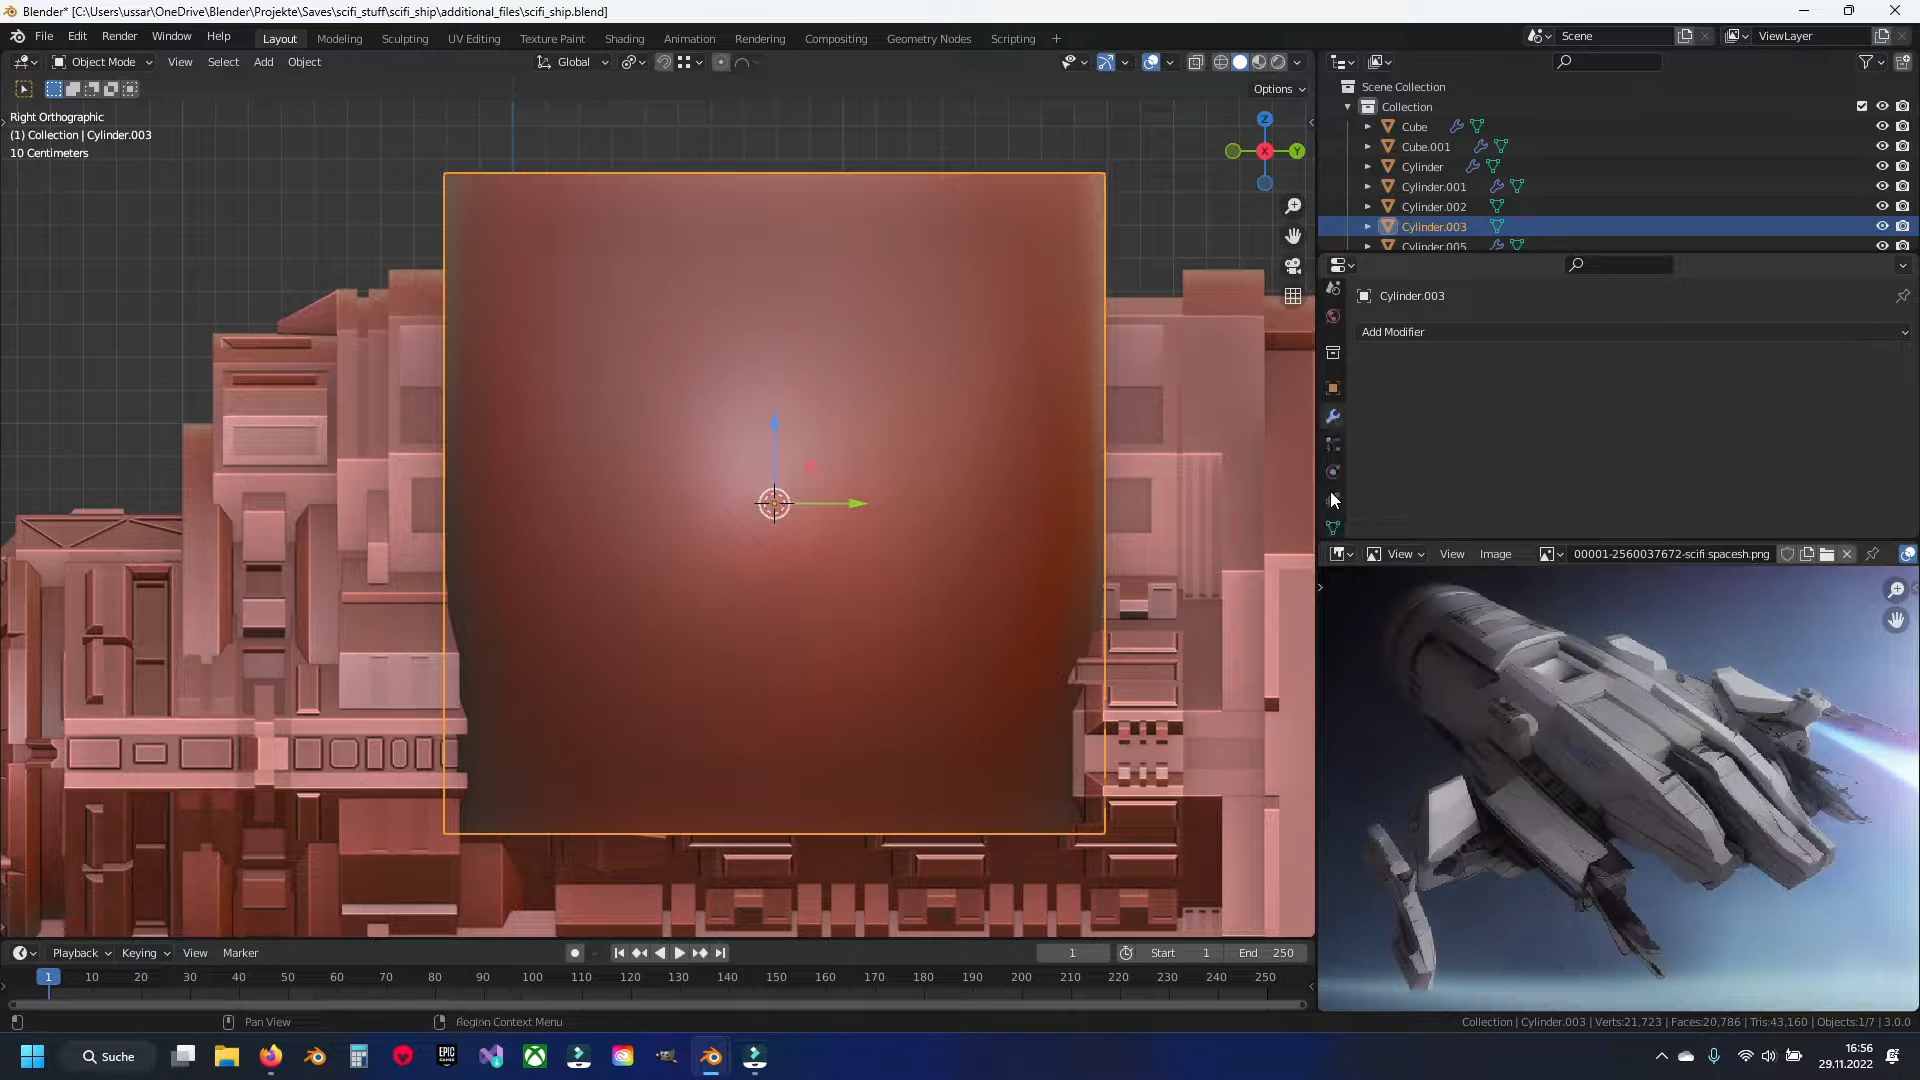 Blender* [C:\Users\ussar\OneDrive\Blender\Projekte\Saves\scifi_stuff\scifi_ship\additional_files\scifi_ship.blend]
File Edit Render Window Help Layout Modeling Sculpting UV Editing Texture Paint Shading Animation Rendering Compositing Geometry Nodes Scripting + Scene ViewLayer
Object Mode View Select Add Object Global
Options
Right Orthographic
(1) Collection | Cylinder.003
10 Centimeters
Z
X
Y
Scene Collection
Collection
Cube
Cube.001
Cylinder
Cylinder.001
Cylinder.002
Cylinder.003
Cylinder.005
Cylinder.003
Add Modifier
View View Image 00001-2560037672-scifi spacesh.png
Playback Keying View Marker 1 Start 1 End 250
1 10 20 30 40 50 60 70 80 90 100 110 120 130 140 150 160 170 180 190 200 210 220 230 240 250
Pan View Region Context Menu Collection | Cylinder.003 | Verts:21,723 | Faces:20,786 | Tris:43,160 | Objects:1/7 | 3.0.0
Suche
EPIC GAMES
16:56
29.11.2022